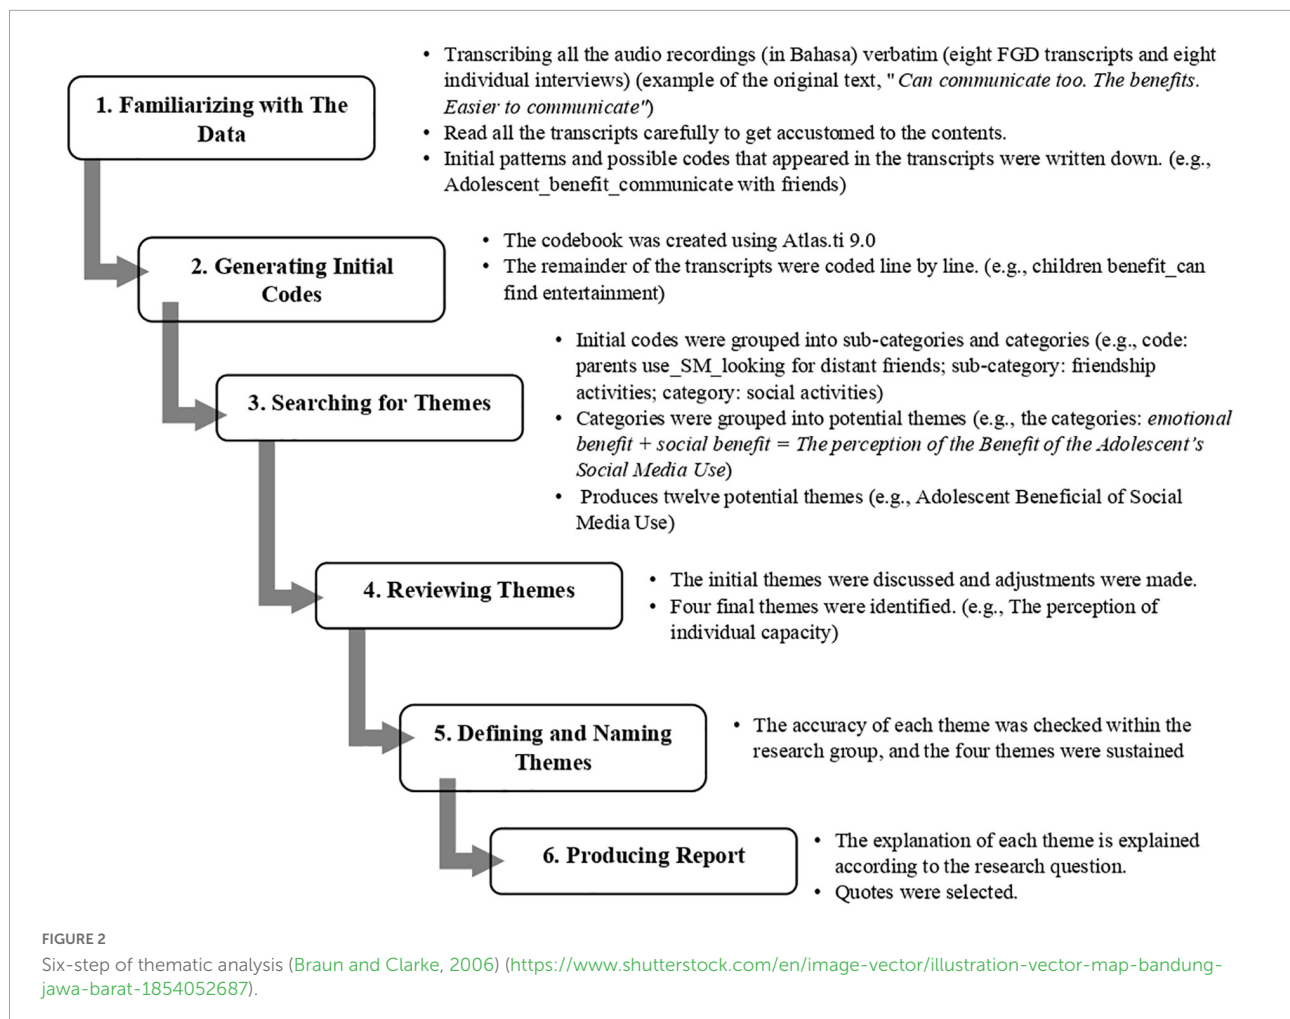 1. Familiarizing with The
Data
• Transcribing all the audio recordings (in Bahasa) verbatim (eight FGD transcripts and eight
individual interviews) (example of the original text, "Can communicate too. The benefits.
Easier to communicate")
• Read all the transcripts carefully to get accustomed to the contents.
• Initial patterns and possible codes that appeared in the transcripts were written down. (e.g.,
Adolescent_benefit_communicate with friends)
2. Generating Initial
Codes
• The codebook was created using Atlas.ti 9.0
• The remainder of the transcripts were coded line by line. (e.g., children benefit_can
find entertainment)
3. Searching for Themes
• Initial codes were grouped into sub-categories and categories (e.g., code:
parents use_SM_looking for distant friends; sub-category: friendship
activities; category: social activities)
• Categories were grouped into potential themes (e.g., the categories: emotional
benefit + social benefit = The perception of the Benefit of the Adolescent's
Social Media Use)
• Produces twelve potential themes (e.g., Adolescent Beneficial of Social
Media Use)
4. Reviewing Themes
• The initial themes were discussed and adjustments were made.
• Four final themes were identified. (e.g., The perception of
individual capacity)
5. Defining and Naming
Themes
• The accuracy of each theme was checked within the
research group, and the four themes were sustained
6. Producing Report
• The explanation of each theme is explained
according to the research question.
• Quotes were selected.
FIGURE 2
Six-step of thematic analysis (Braun and Clarke, 2006) (https://www.shutterstock.com/en/image-vector/illustration-vector-map-bandung-
jawa-barat-1854052687).